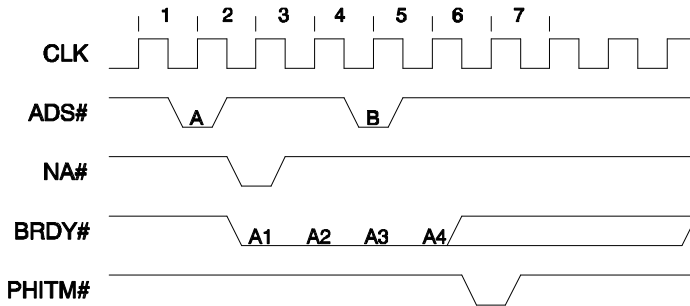 1 2 3 4 5 6 7
CLK
ADS# A B
NA#
BRDY# A1 A2 A3 A4
PHITM#